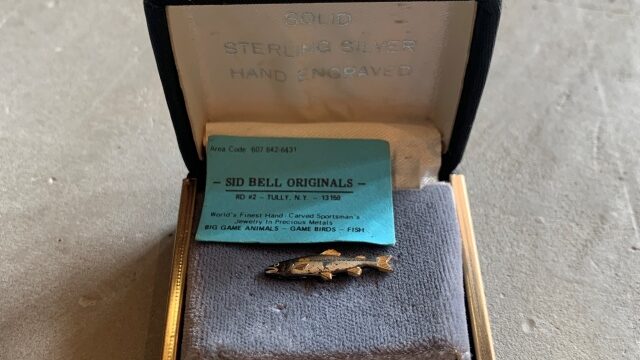 SOLID
STERLING SILVER
HAND ENGRAVED
Area Code 607 842-6431
- SID BELL ORIGINALS -
RD #2 - TULLY, N.Y. - 13159
World's Finest Hand-Carved Sportsman's
Jewelry In Precious Metals
BIG GAME ANIMALS - GAME BIRDS - FISH